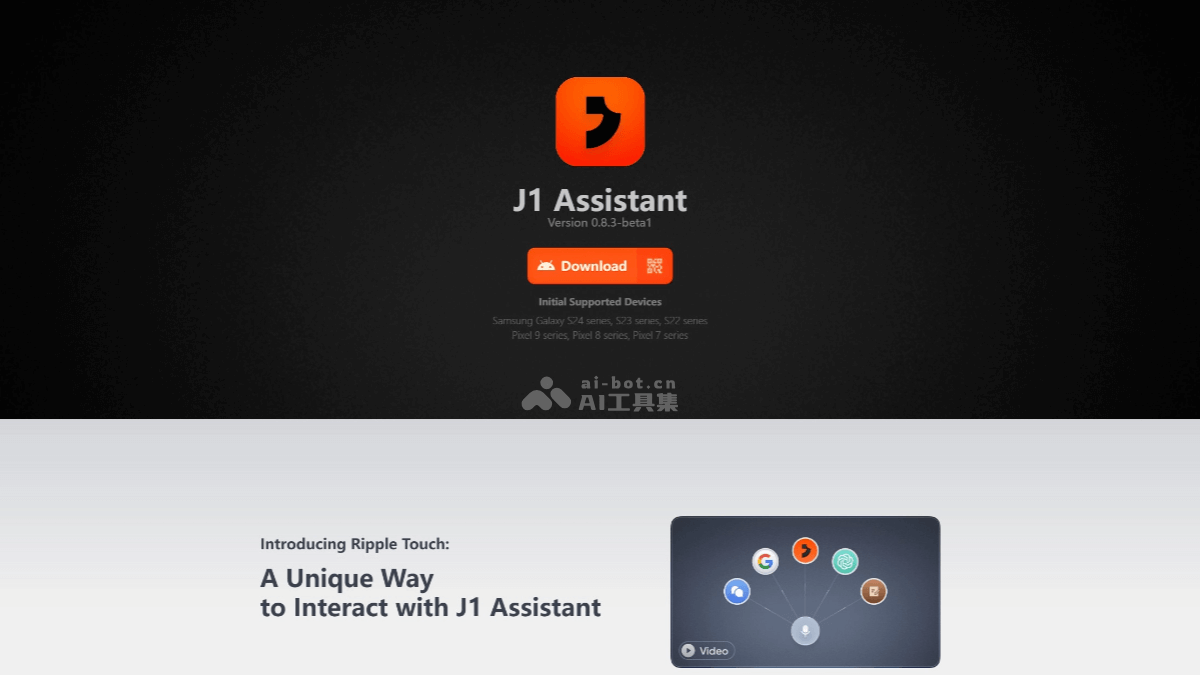 J1 Assistant
Version 0.8.3-beta1
Download
Initial Supported Devices
Samsung Galaxy S24 series, S23 series, S22 series
Pixel 9 series, Pixel 8 series, Pixel 7 series
ai-bot.cn
AI工具集
Introducing Ripple Touch:
A Unique Way
to Interact with J1 Assistant
Video